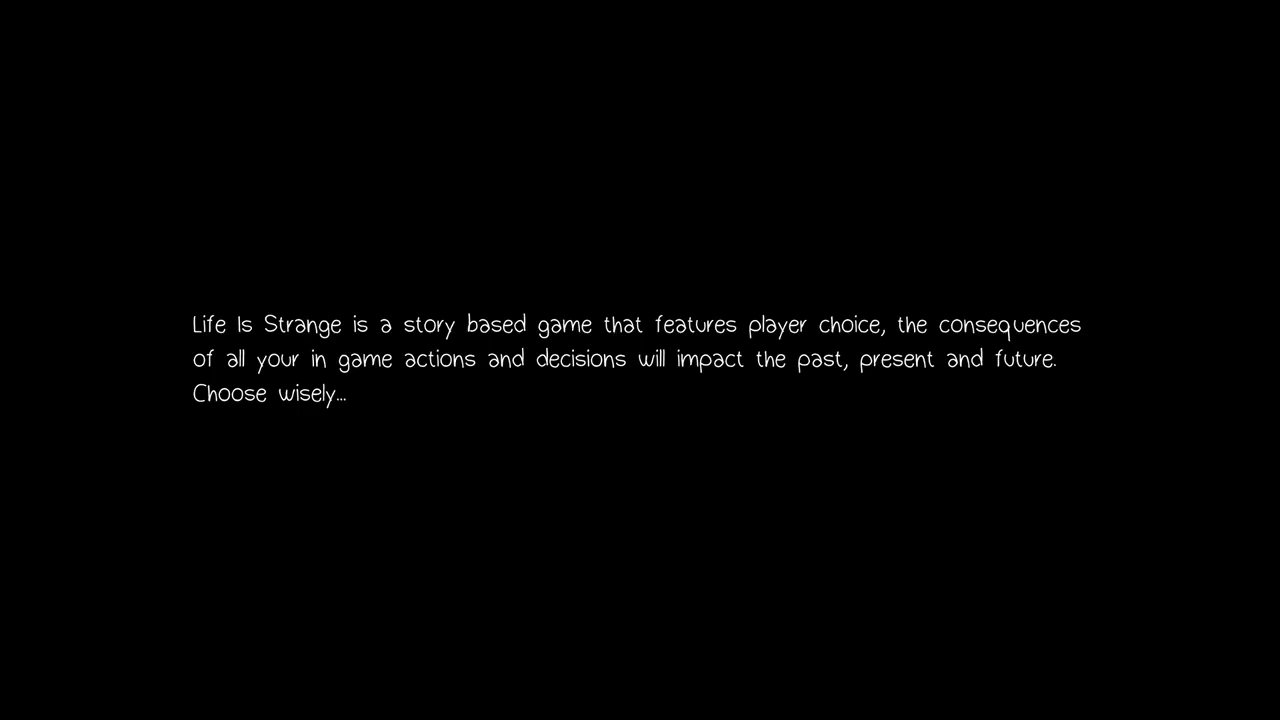 Life Is Strange is a story based game that features player choice, the consequences
of all your in game actions and decisions will impact the past, present and future.
Choose wisely...